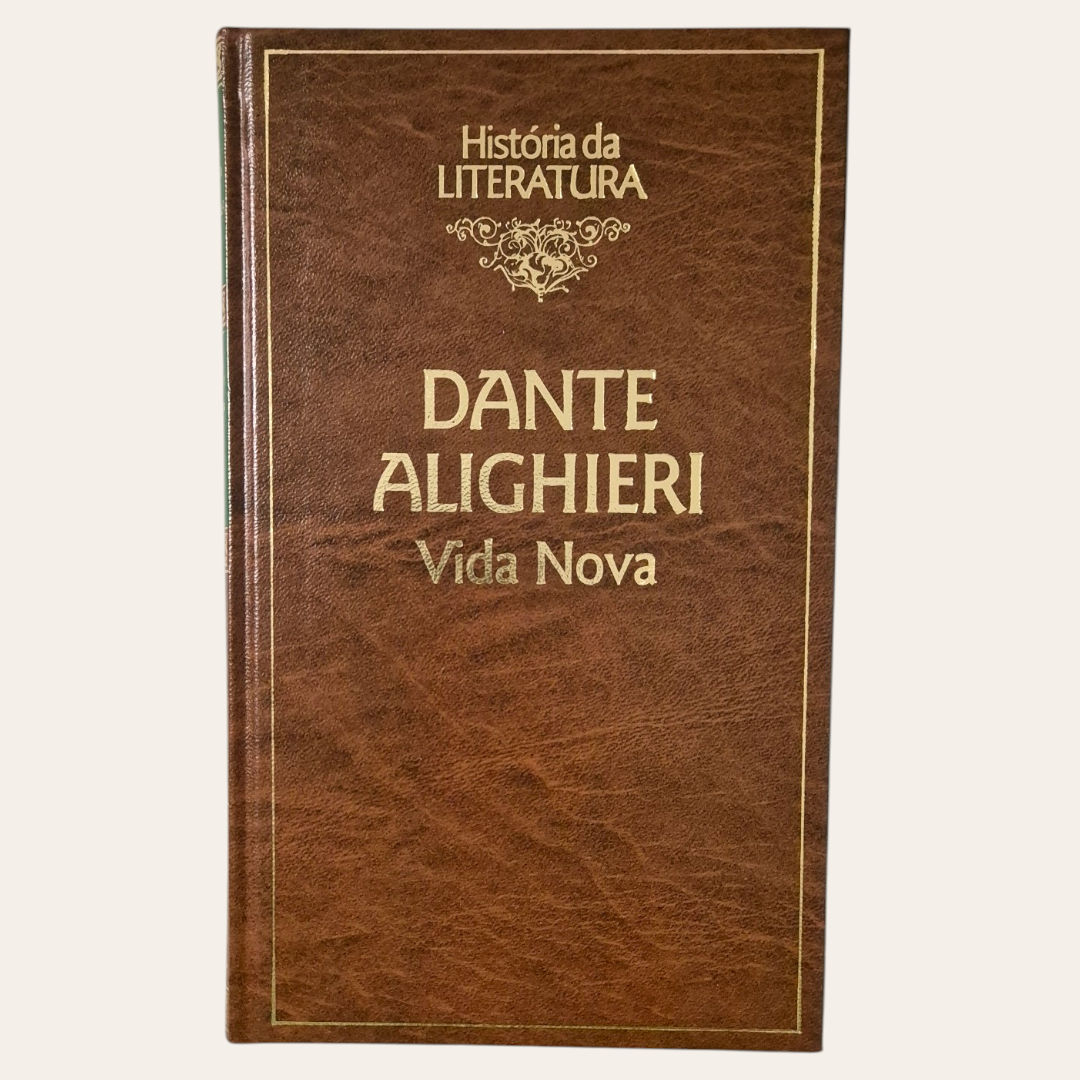 História da
LITERATURA
DANTE
ALIGHIERI
Vida Nova